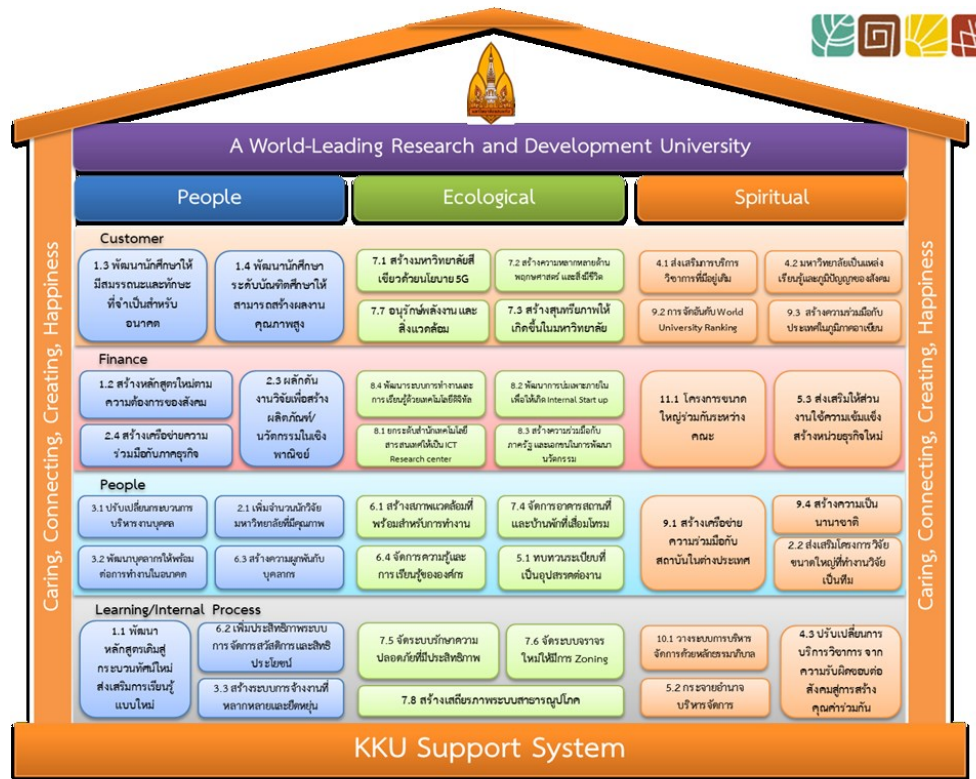 A World-Leading Research and Development University
People
Ecological
Spiritual
Caring, Connecting, Creating, Happiness
Customer
1.3 พัฒนานักศึกษาให้
มีสมรรถนะและทักษะ
ที่จำเป็นสำหรับ
อนาคต
1.4 พัฒนานักศึกษา
ระดับบัณฑิตศึกษาให้
สามารถสร้างผลงาน
คุณภาพสูง
7.1 สร้างมหาวิทยาลัยสี
เขียวด้วยนโยบาย 5G
7.2 สร้างความหลากหลายด้าน
พฤกษศาสตร์ และสิ่งมีชีวิต
7.7 อนุรักษ์พลังงาน และ
สิ่งแวดล้อม
7.3 สร้างสุนทรียภาพให้
เกิดขึ้นในมหาวิทยาลัย
4.1 ส่งเสริมการบริการ
วิชาการที่มีอยู่เดิม
4.2 มหาวิทยาลัยเป็นแหล่ง
เรียนรู้และภูมิปัญญาของสังคม
9.2 การจัดอันดับ World
University Ranking
9.3 สร้างความร่วมมือกับ
ประเทศในภูมิภาคอาเซียน
Finance
1.2 สร้างหลักสูตรใหม่ตาม
ความต้องการของสังคม
2.4 สร้างเครือข่ายความ
ร่วมมือกับภาคธุรกิจ
2.3 ผลักดัน
งานวิจัยเพื่อสร้าง
ผลิตภัณฑ์/
นวัตกรรมในเชิง
พาณิชย์
8.4 พัฒนาระบบการทำงานและ
การเรียนรู้ด้วยเทคโนโลยีดิจิทัล
8.2 พัฒนาการบ่มเพาะภายใน
เพื่อให้เกิด Internal Start up
8.1 ยกระดับสำนักเทคโนโลยี
สารสนเทศให้เป็น ICT
Research center
8.3 สร้างความร่วมมือกับ
ภาครัฐ และเอกชนในการพัฒนา
นวัตกรรม
11.1 โครงการขนาด
ใหญ่ร่วมกันระหว่าง
คณะ
5.3 ส่งเสริมให้ส่วน
งานใช้ความเข้มแข็ง
สร้างหน่วยธุรกิจใหม่
People
3.1 ปรับเปลี่ยนกระบวนการ
บริหารงานบุคคล
2.1 เพิ่มจำนวนนักวิจัย
มหาวิทยาลัยที่มีคุณภาพ
3.2 พัฒนาบุคลากรให้พร้อม
ต่อการทำงานในอนาคต
6.3 สร้างความผูกพันกับ
บุคลากร
6.1 สร้างสภาพแวดล้อมที่
พร้อมสำหรับการทำงาน
7.4 จัดการอาคารสถานที่
และบ้านพักที่เสื่อมโทรม
6.4 จัดการความรู้และ
การเรียนรู้ขององค์กร
5.1 ทบทวนระเบียบที่
เป็นอุปสรรคต่องาน
9.1 สร้างเครือข่าย
ความร่วมมือกับ
สถาบันในต่างประเทศ
9.4 สร้างความเป็น
นานาชาติ
2.2 ส่งเสริมโครงการวิจัย
ขนาดใหญ่ที่ทำงานวิจัย
เป็นทีม
Learning/Internal Process
1.1 พัฒนา
หลักสูตรเดิมสู่
กระบวนทัศน์ใหม่
ส่งเสริมการเรียนรู้
แบบใหม่
6.2 เพิ่มประสิทธิภาพระบบ
การจัดการสวัสดิการและสิทธิ
ประโยชน์
3.3 สร้างระบบการจ้างงานที่
หลากหลายและยืดหยุ่น
7.5 จัดระบบรักษาความ
ปลอดภัยที่มีประสิทธิภาพ
7.6 จัดระบบจราจร
ใหม่ให้มีการ Zoning
7.8 สร้างเสถียรภาพระบบสาธารณูปโภค
10.1 วางระบบการบริหาร
จัดการด้วยหลักธรรมาภิบาล
5.2 กระจายอำนาจ
บริหารจัดการ
4.3 ปรับเปลี่ยนการ
บริการวิชาการ จาก
ความรับผิดชอบต่อ
สังคมสู่การสร้าง
คุณค่าร่วมกัน
Caring, Connecting, Creating, Happiness
KKU Support System